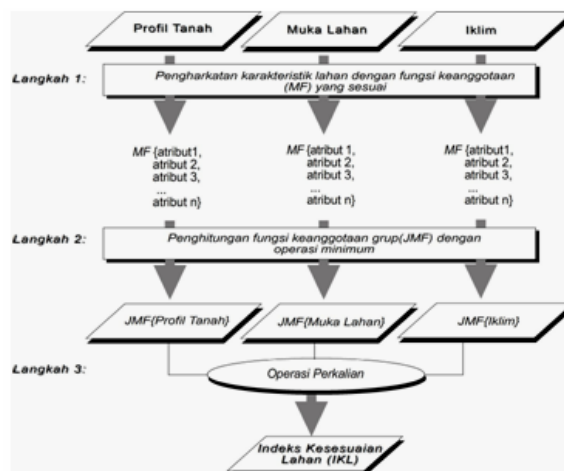 Profil Tanah
Muka Lahan
Iklim
Langkah 1:
Pengharkatan karakteristik lahan dengan fungsi keanggotaan
(MF) yang sesuai
MF {atribut1,
atribut 2,
atribut 3,
...
atribut n}
MF {atribut 1,
atribut 2,
atribut 3,
...
atribut n}
MF {atribut1,
atribut 2,
atribut 3,
...
atribut n}
Langkah 2:
Penghitungan fungsi keanggotaan grup(JMF) dengan
operasi minimum
JMF{Profil Tanah}
JMF{Muka Lahan}
JMF{Iklim}
Langkah 3:
Operasi Perkalian
Indeks Kesesuaian
Lahan (IKL)